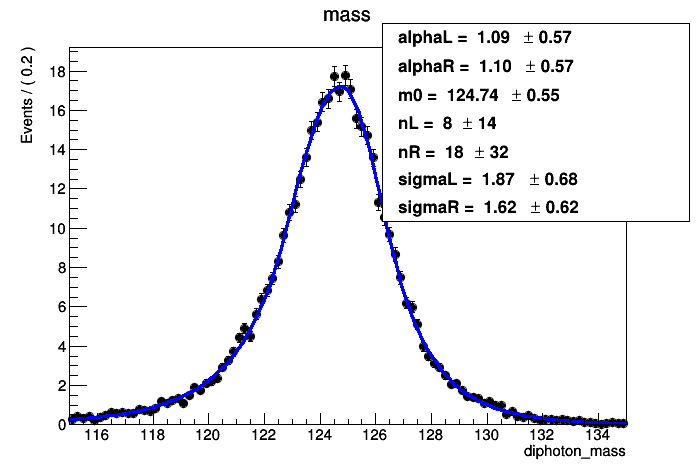 mass
alphaL = 1.09 ± 0.57
alphaR = 1.10 ± 0.57
m0 = 124.74 ± 0.55
nL = 8 ± 14
nR = 18 ± 32
sigmaL = 1.87 ± 0.68
sigmaR = 1.62 ± 0.62
Events / ( 0.2 )
18
16
14
12
10
8
6
4
2
0
116 118 120 122 124 126 128 130 132 134
diphoton_mass